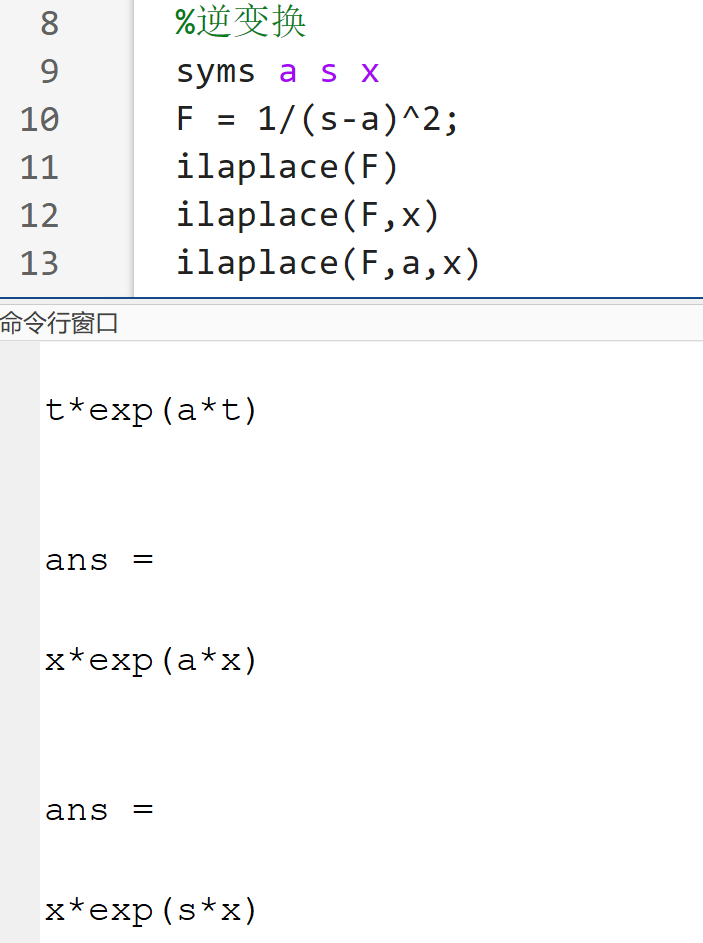 8 %逆变换
9 syms a s x
10 F = 1/(s-a)^2;
11 ilaplace(F)
12 ilaplace(F,x)
13 ilaplace(F,a,x)
命令行窗口
t*exp(a*t)
ans =
x*exp(a*x)
ans =
x*exp(s*x)